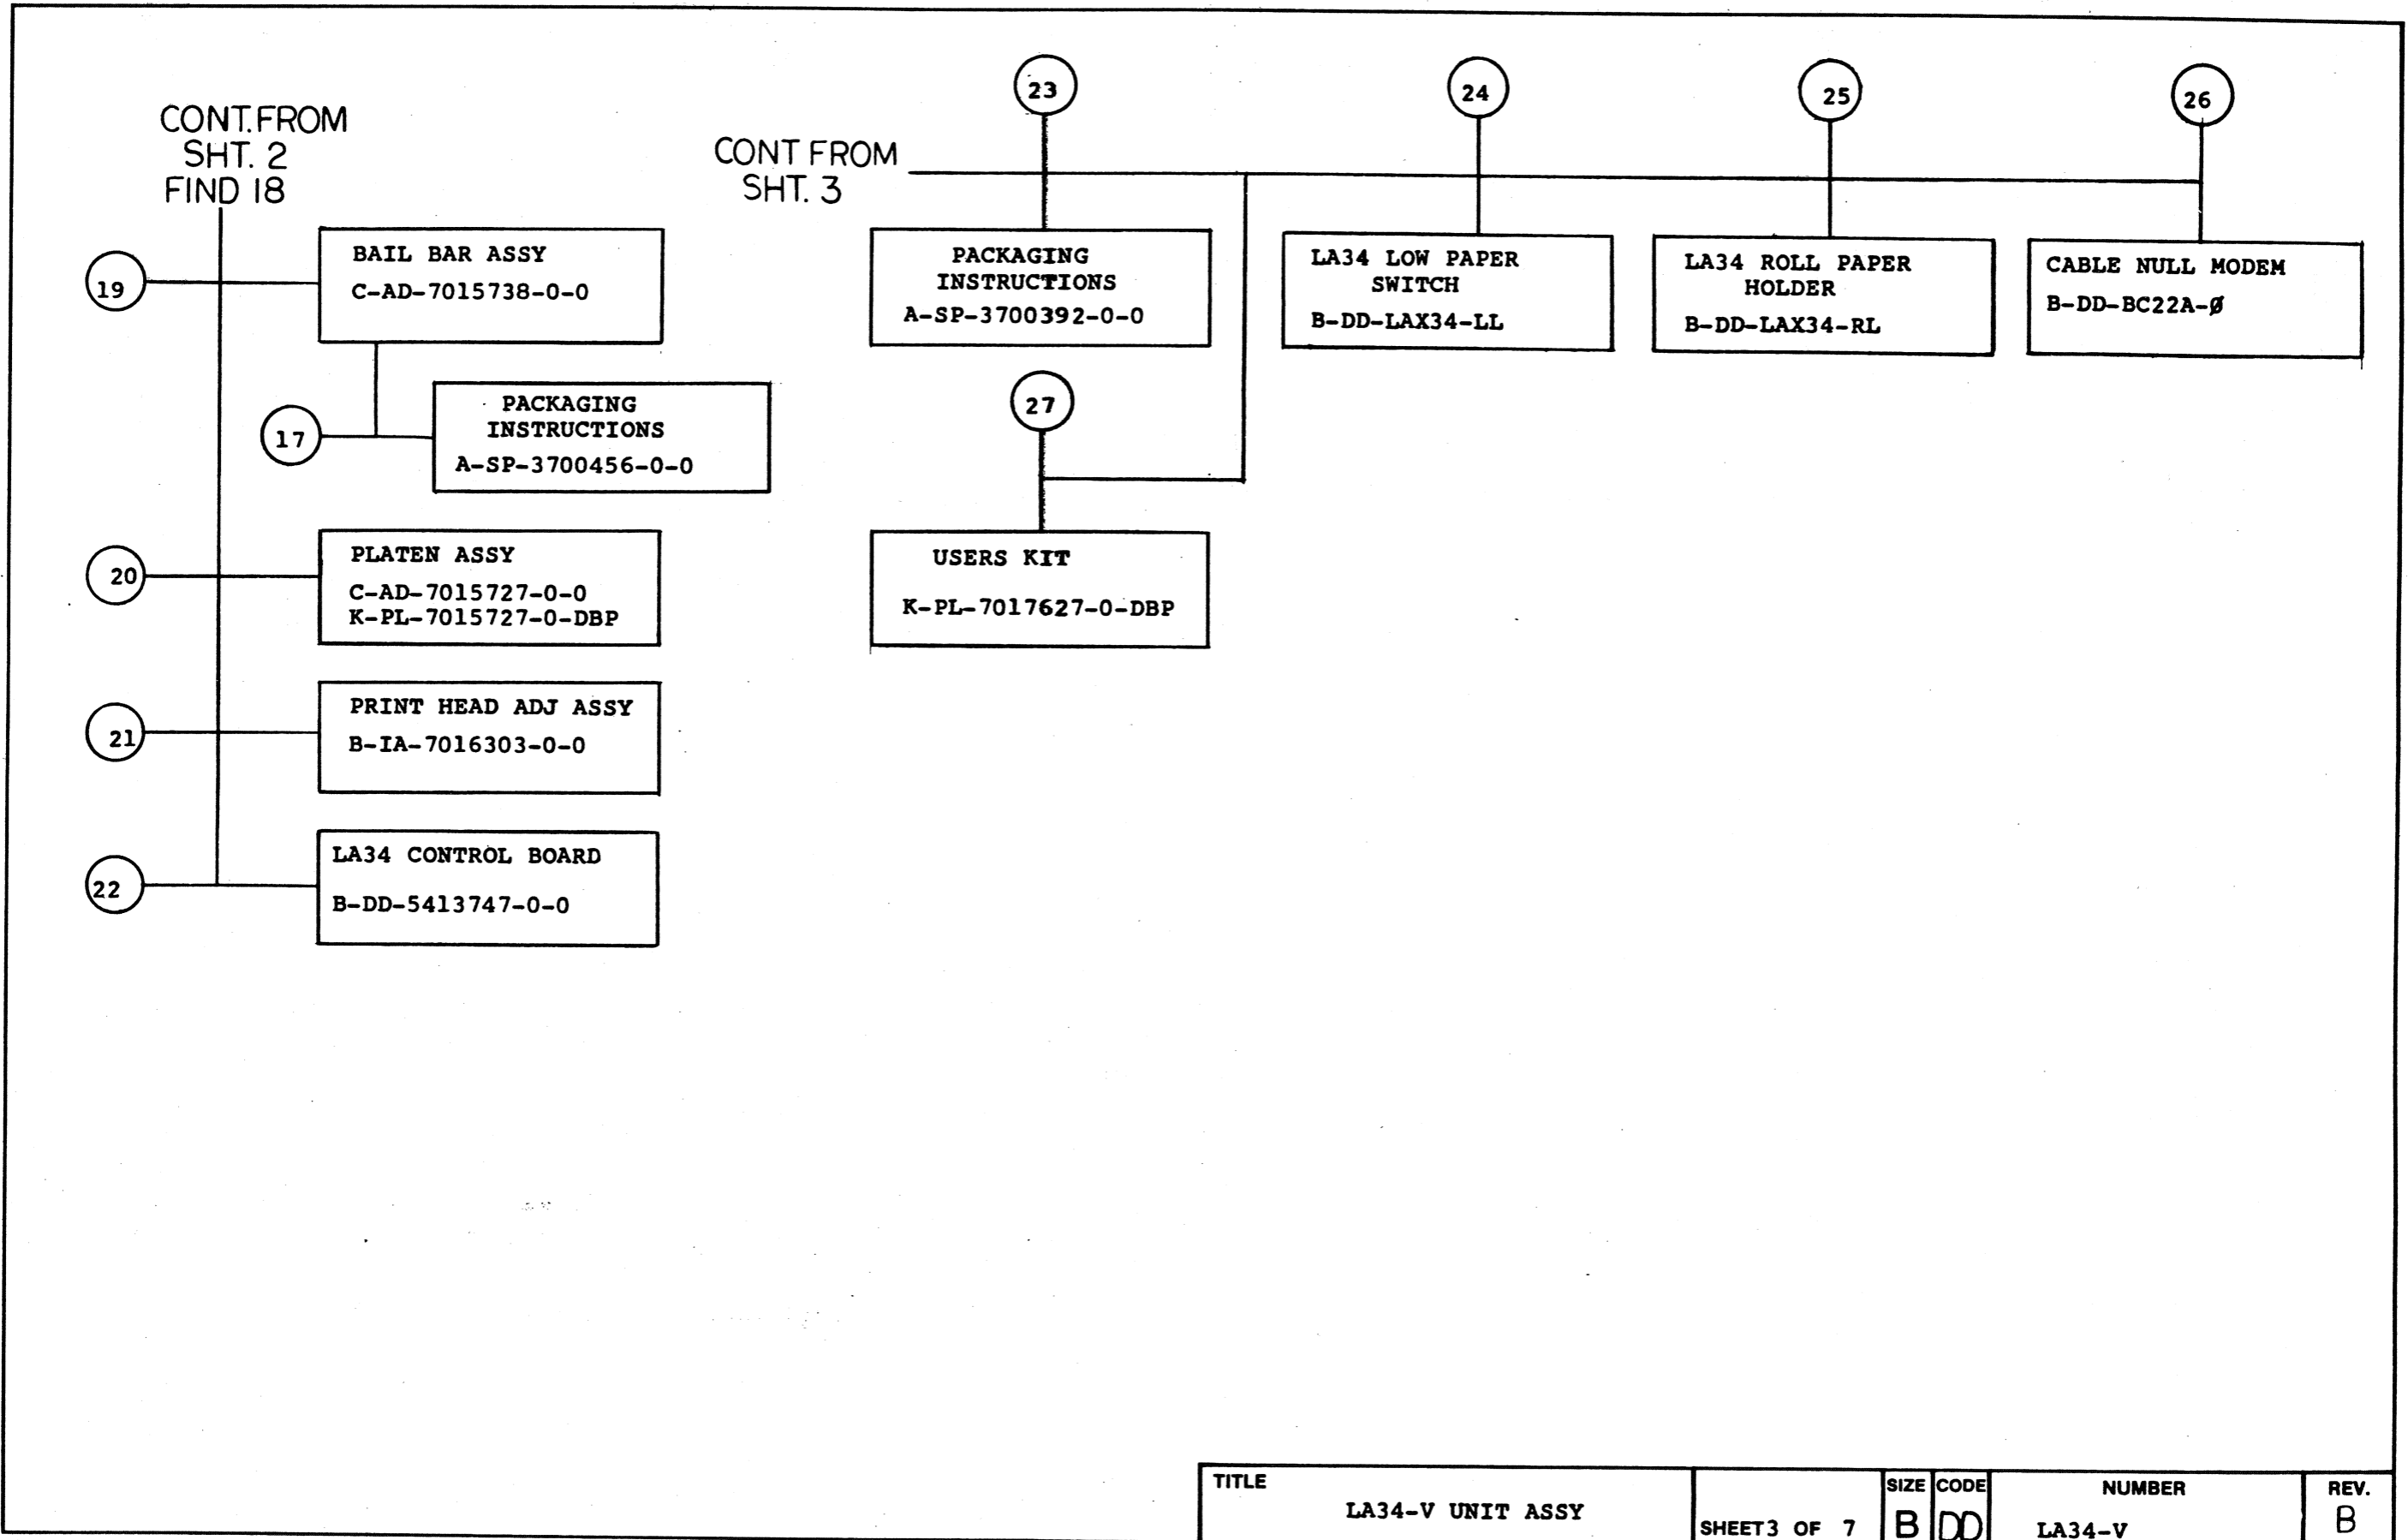 CONT. FROM
SHT. 2
FIND 18
19
BAIL BAR ASSY
C-AD-7015738-0-0
17
PACKAGING
INSTRUCTIONS
A-SP-3700456-0-0
20
PLATEN ASSY
C-AD-7015727-0-0
K-PL-7015727-0-DBP
21
PRINT HEAD ADJ ASSY
B-IA-7016303-0-0
22
LA34 CONTROL BOARD
B-DD-5413747-0-0
CONT FROM
SHT. 3
23
PACKAGING
INSTRUCTIONS
A-SP-3700392-0-0
24
LA34 LOW PAPER
SWITCH
B-DD-LAX34-LL
25
LA34 ROLL PAPER
HOLDER
B-DD-LAX34-RL
26
CABLE NULL MODEM
B-DD-BC22A-Ø
27
USERS KIT
K-PL-7017627-0-DBP
TITLE
LA34-V UNIT ASSY
SHEET 3 OF 7
SIZE
B
CODE
DD
NUMBER
LA34-V
REV.
B